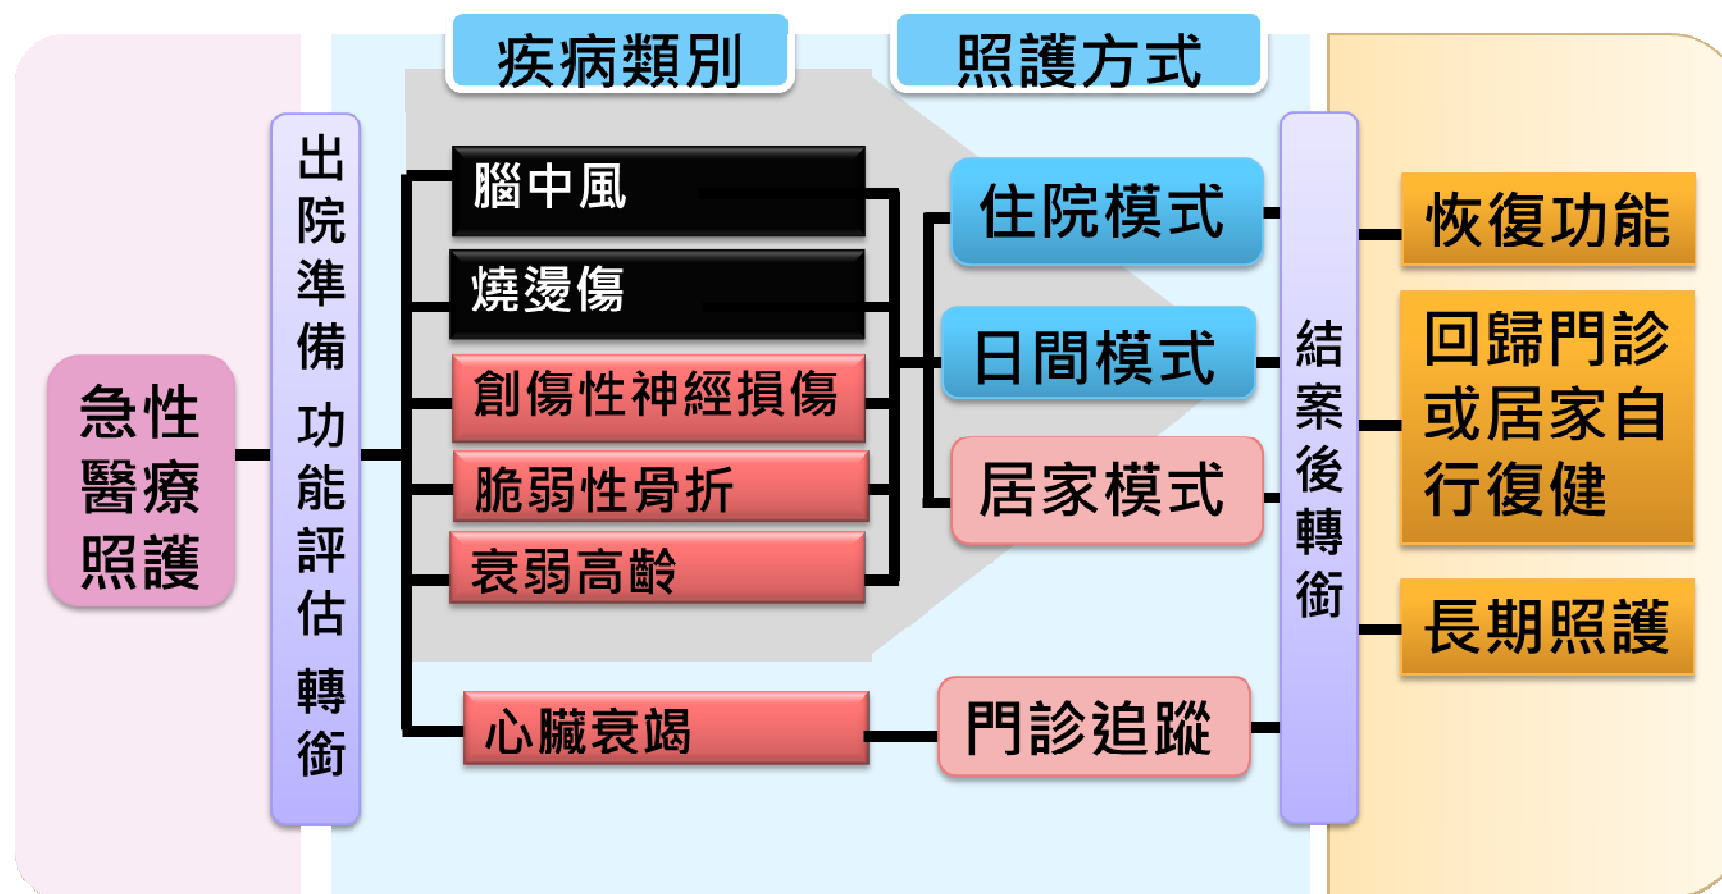 疾病類別
照護方式
急性
醫療
照護
出院準備 功能評估 轉銜
腦中風
燒燙傷
創傷性神經損傷
脆弱性骨折
衰弱高齡
心臟衰竭
住院模式
日間模式
居家模式
門診追蹤
結案後轉銜
恢復功能
回歸門診
或居家自
行復健
長期照護